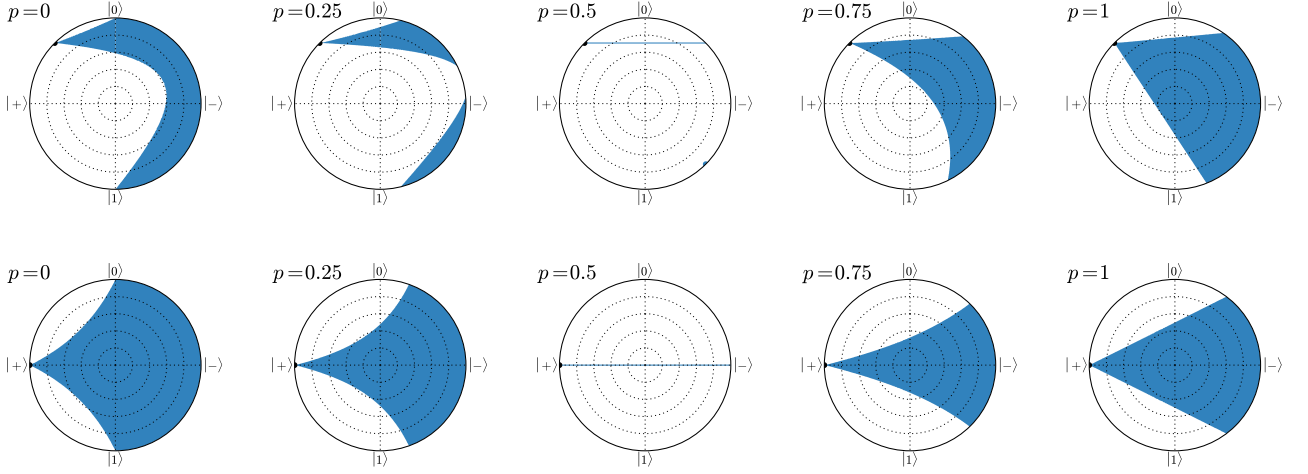 p=0 |0⟩ p=0.25 |0⟩ p=0.5 |0⟩ p=0.75 |0⟩ p=1 |0⟩
|+⟩ |−⟩ |+⟩ |−⟩ |+⟩ |−⟩ |+⟩ |−⟩ |+⟩ |−⟩
|1⟩ |1⟩ |1⟩ |1⟩ |1⟩
p=0 |0⟩ p=0.25 |0⟩ p=0.5 |0⟩ p=0.75 |0⟩ p=1 |0⟩
|+⟩ |−⟩ |+⟩ |−⟩ |+⟩ |−⟩ |+⟩ |−⟩ |+⟩ |−⟩
|1⟩ |1⟩ |1⟩ |1⟩ |1⟩